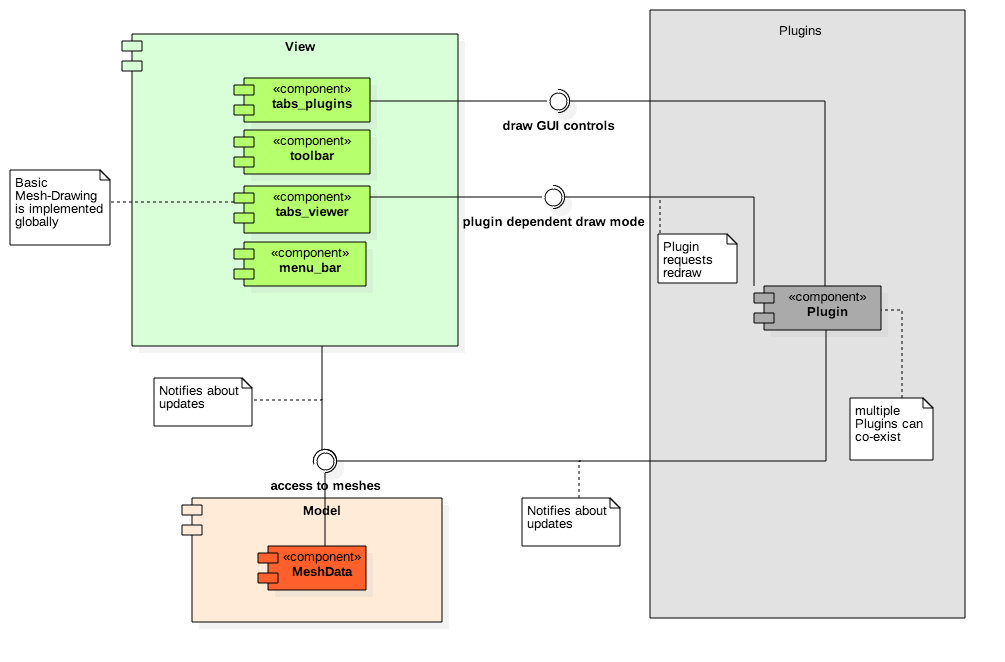 Plugins
View
«component»
tabs_plugins
draw GUI controls
«component»
toolbar
Basic
Mesh-Drawing
is implemented
globally
«component»
tabs_viewer
plugin dependent draw mode
Plugin
requests
redraw
«component»
menu_bar
«component»
Plugin
Notifies about
updates
multiple
Plugins can
co-exist
access to meshes
Model
Notifies about
updates
«component»
MeshData